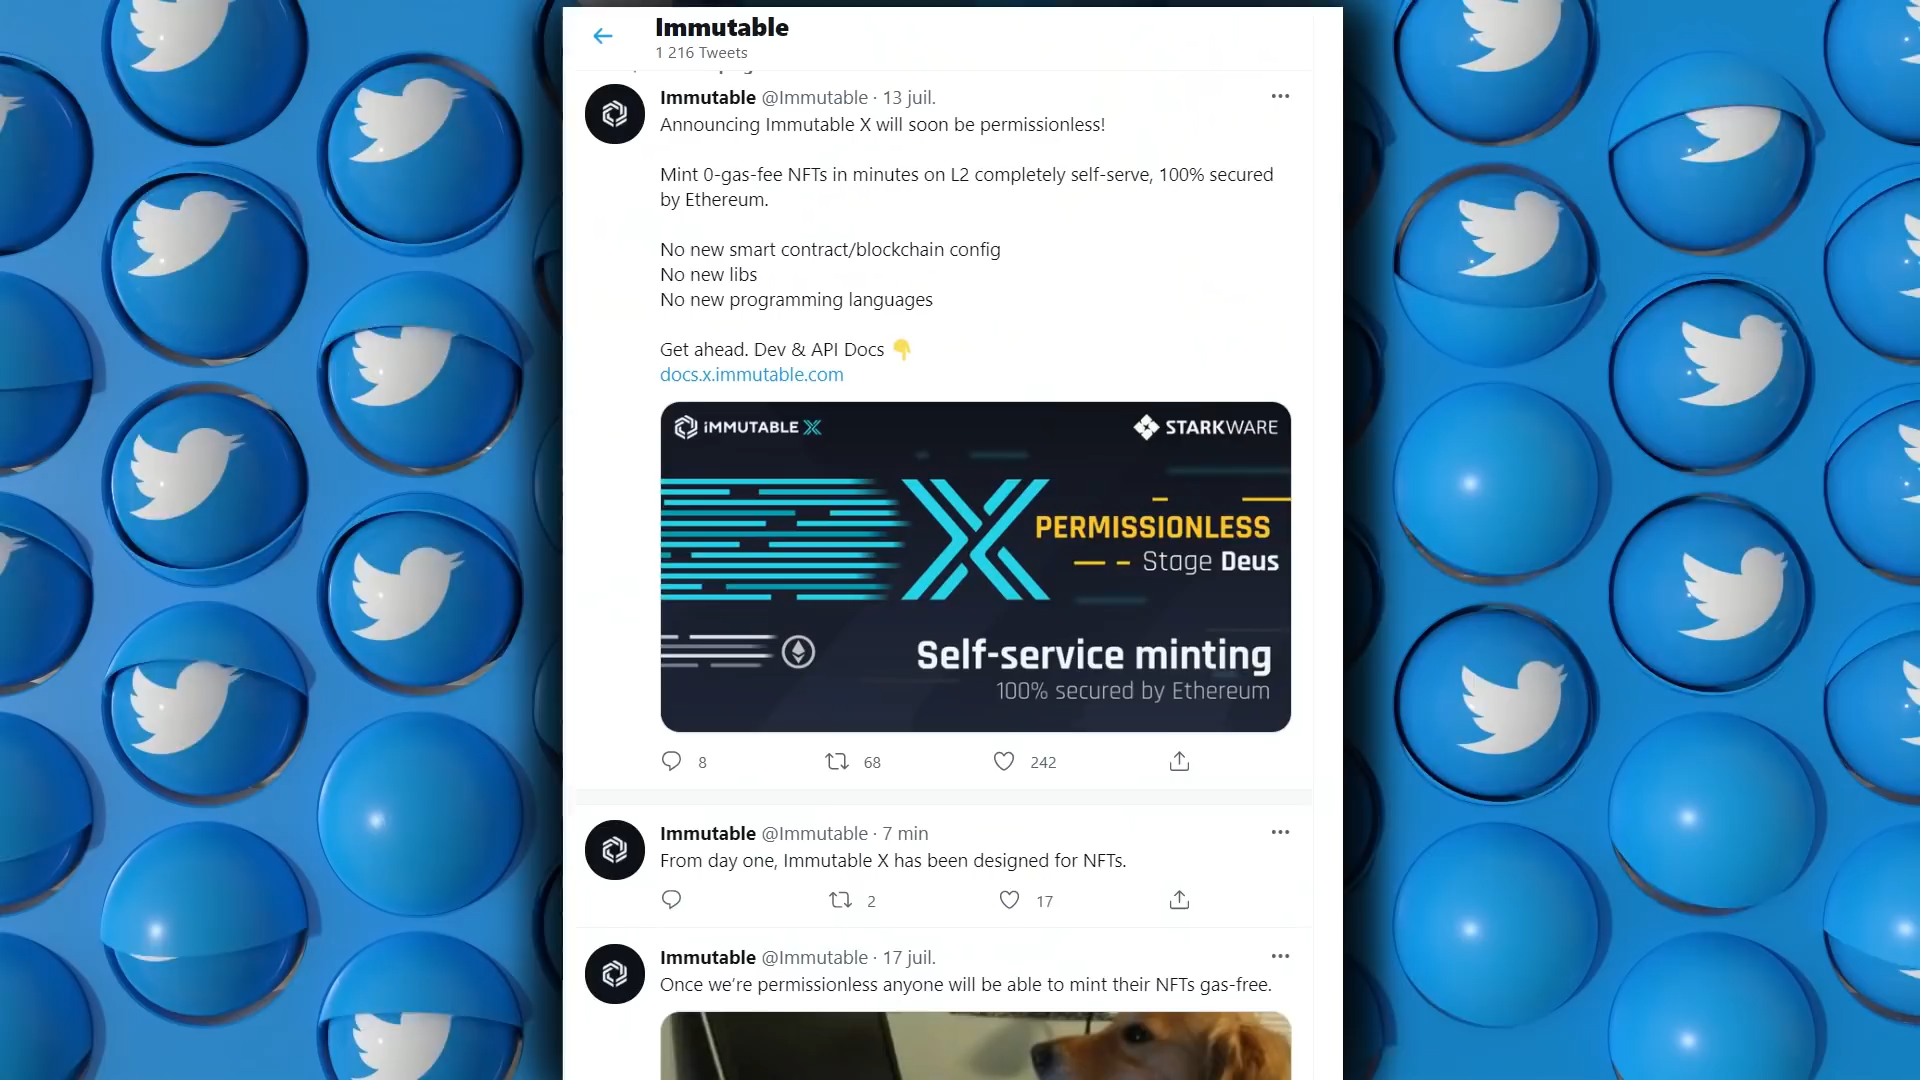 Immutable
1 216 Tweets
Immutable @Immutable · 13 juil.
Announcing Immutable X will soon be permissionless!
Mint 0-gas-fee NFTs in minutes on L2 completely self-serve, 100% secured
by Ethereum.
No new smart contract/blockchain config
No new libs
No new programming languages
Get ahead. Dev & API Docs 👇
docs.x.immutable.com
iMMUTABLE X
STARKWARE
X PERMISSIONLESS
Stage Deus
Self-service minting
100% secured by Ethereum
8 68 242
Immutable @Immutable · 7 min
From day one, Immutable X has been designed for NFTs.
2 17
Immutable @Immutable · 17 juil.
Once we’re permissionless anyone will be able to mint their NFTs gas-free.